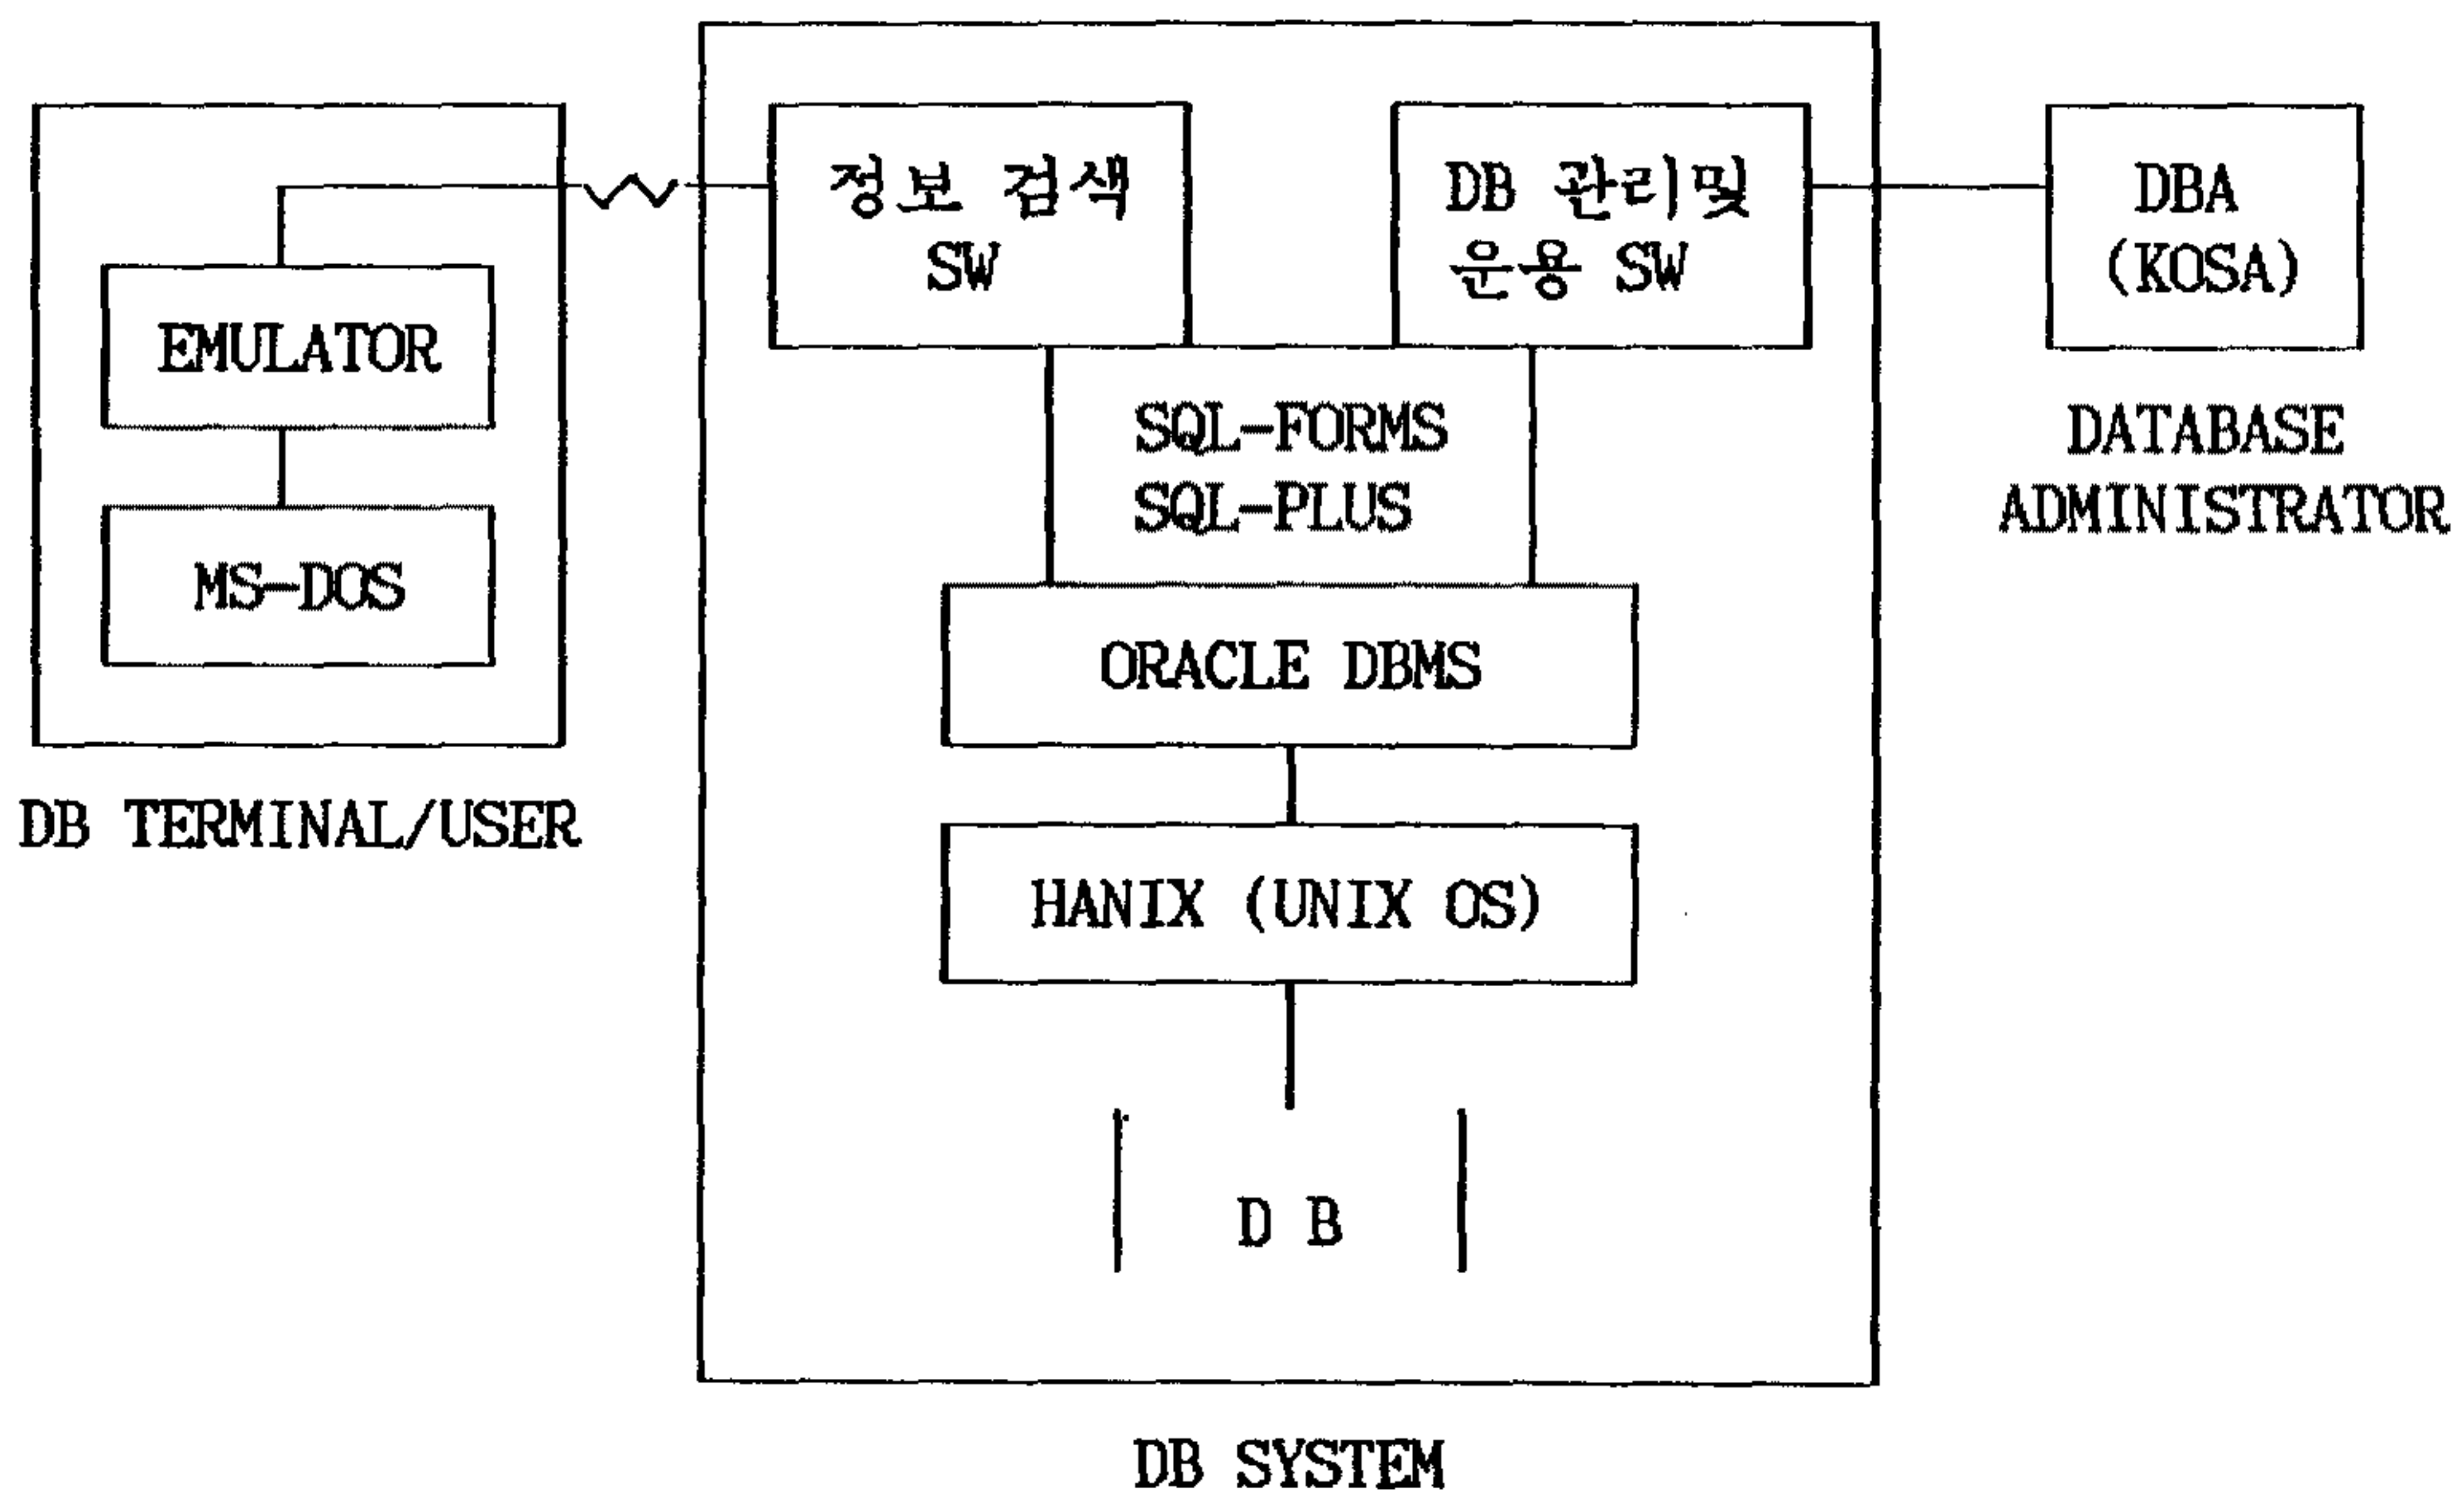 정보 검색
SW
DB 관리및
운용 SW
DBA
(KOSA)
EMULATOR
MS-DOS
DB TERMINAL/USER
SQL-FORMS
SQL-PLUS
DATABASE
ADMINISTRATOR
ORACLE DBMS
HANIX (UNIX OS)
D B
DB SYSTEM